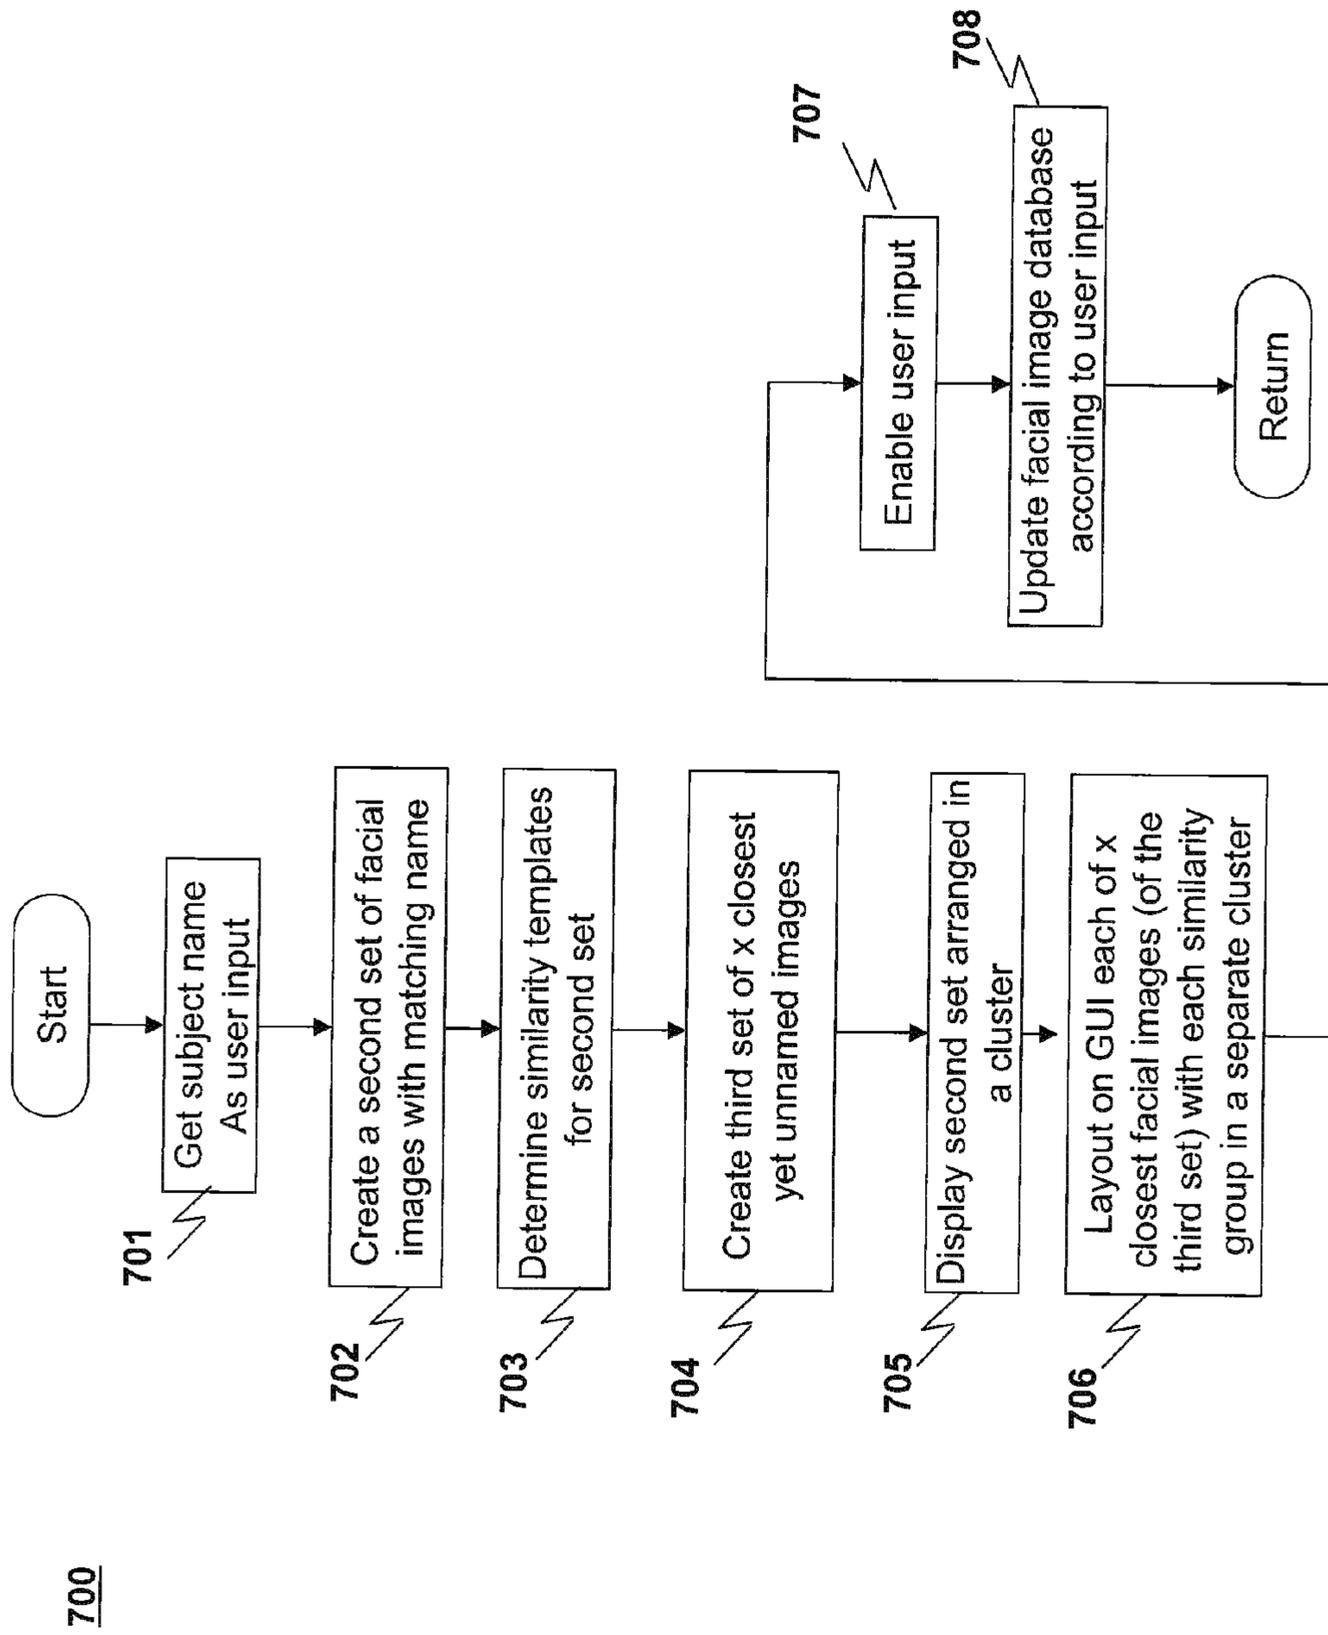 700
Start
701
Get subject name
As user input
702
Create a second set of facial
images with matching name
703
Determine similarity templates
for second set
704
Create third set of x closest
yet unnamed images
705
Display second set arranged in
a cluster
706
Layout on GUI each of x
closest facial images (of the
third set) with each similarity
group in a separate cluster
707
Enable user input
708
Update facial image database
according to user input
Return